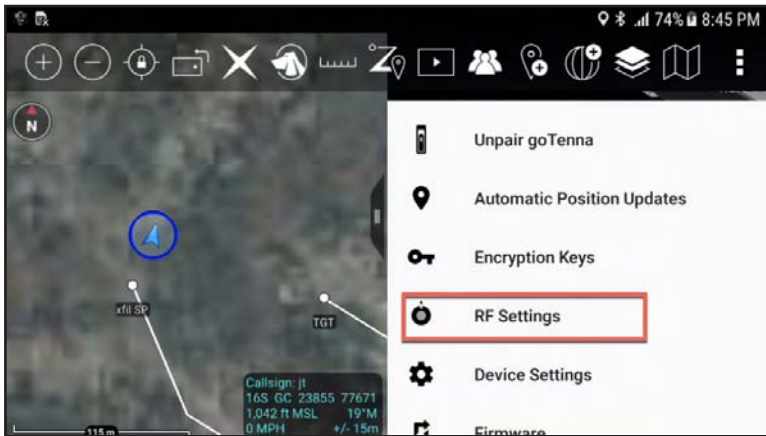 74% 8:45 PM
N
Unpair goTenna
Automatic Position Updates
Encryption Keys
RF Settings
Device Settings
Firmware
xfil SP
TGT
Callsign: jt
16S GC 23855 77671
1,042 ft MSL 19°M
0 MPH +/- 15m
115 m